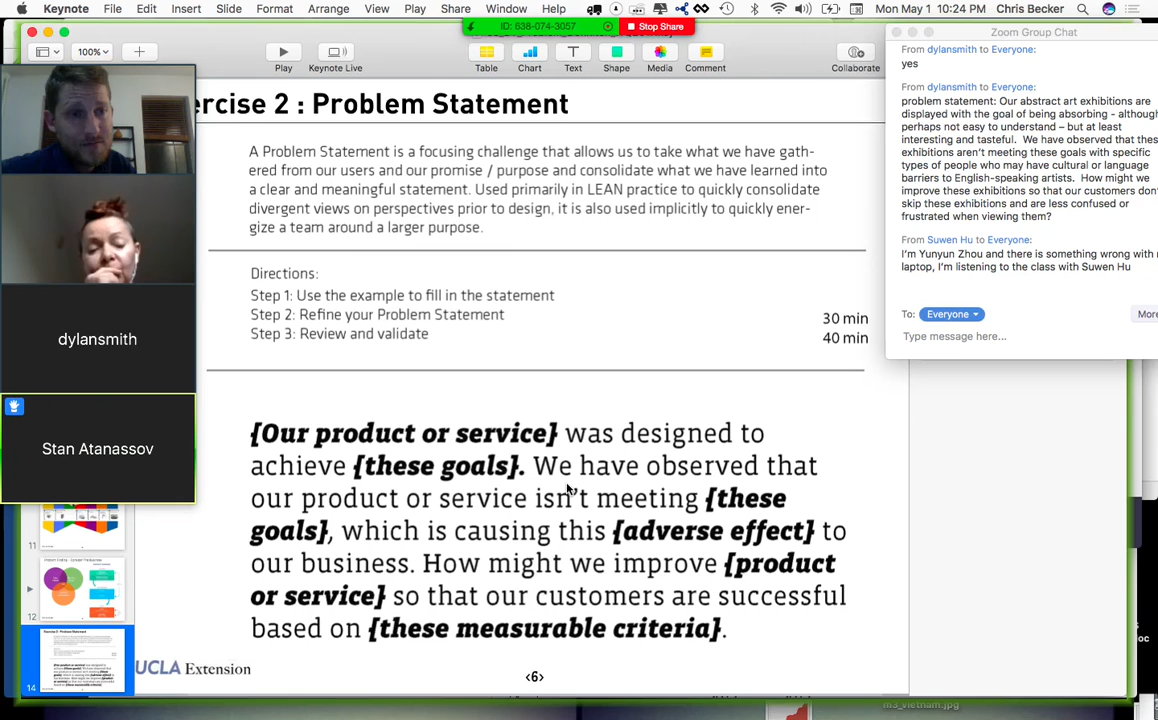 Keynote File Edit Insert Slide Format Arrange View Play Share Window Help Mon May 1 10:24 PM Chris Becker
ID: 638-074-3057 Stop Share
Zoom Group Chat
100%
Play Keynote Live Table Chart Text Shape Media Comment Collaborate
From dylansmith to Everyone:
yes
From dylansmith to Everyone:
problem statement: Our abstract art exhibitions are
displayed with the goal of being absorbing - although
perhaps not easy to understand – but at least
interesting and tasteful. We have observed that thes
exhibitions aren't meeting these goals with specific
types of people who may have cultural or language
barriers to English-speaking artists. How might we
improve these exhibitions so that our customers don'
skip these exhibitions and are less confused or
frustrated when viewing them?
From Suwen Hu to Everyone:
I'm Yunyun Zhou and there is something wrong with
laptop, I'm listening to the class with Suwen Hu
To: Everyone More
Type message here...
ercise 2 : Problem Statement
A Problem Statement is a focusing challenge that allows us to take what we have gath-
ered from our users and our promise / purpose and consolidate what we have learned into
a clear and meaningful statement. Used primarily in LEAN practice to quickly consolidate
divergent views on perspectives prior to design, it is also used implicitly to quickly ener-
gize a team around a larger purpose.
Directions:
Step 1: Use the example to fill in the statement
Step 2: Refine your Problem Statement
Step 3: Review and validate
30 min
40 min
{Our product or service} was designed to
achieve {these goals}. We have observed that
our product or service isn't meeting {these
goals}, which is causing this {adverse effect} to
our business. How might we improve {product
or service} so that our customers are successful
based on {these measurable criteria}.
UCLA Extension
‹6›
dylansmith
Stan Atanassov
11
12
14
m3_vietnam.jpg